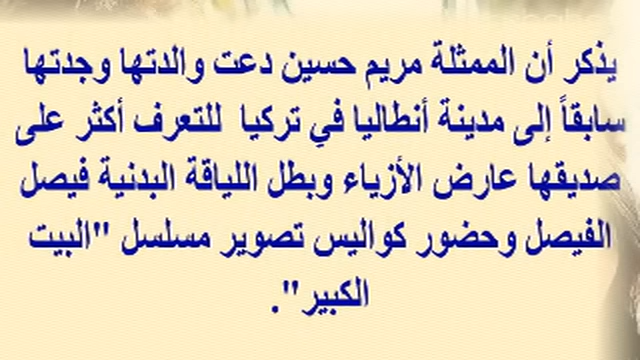 يذكر أن الممثلة مريم حسين دعت والدتها وجدتها
سابقاً إلى مدينة أنطاليا في تركيا للتعرف أكثر على
صديقها عارض الأزياء وبطل اللياقة البدنية فيصل
الفيصل وحضور كواليس تصوير مسلسل "البيت
الكبير".